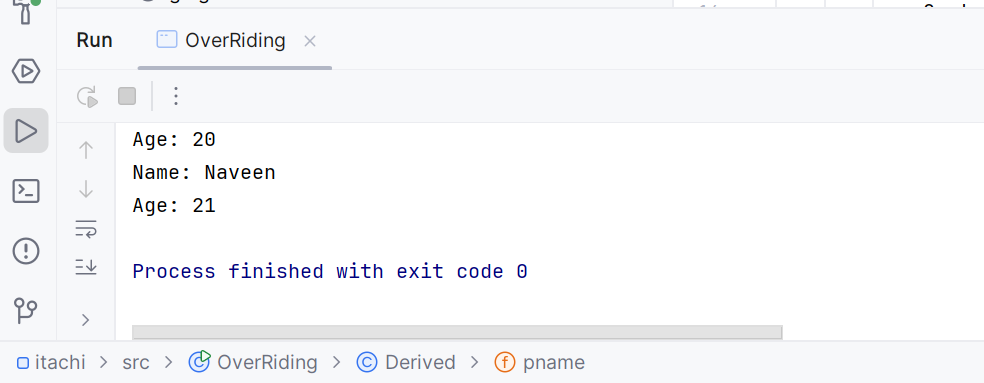 Run OverRiding
Age: 20
Name: Naveen
Age: 21
Process finished with exit code 0
itachi > src > OverRiding > Derived > pname